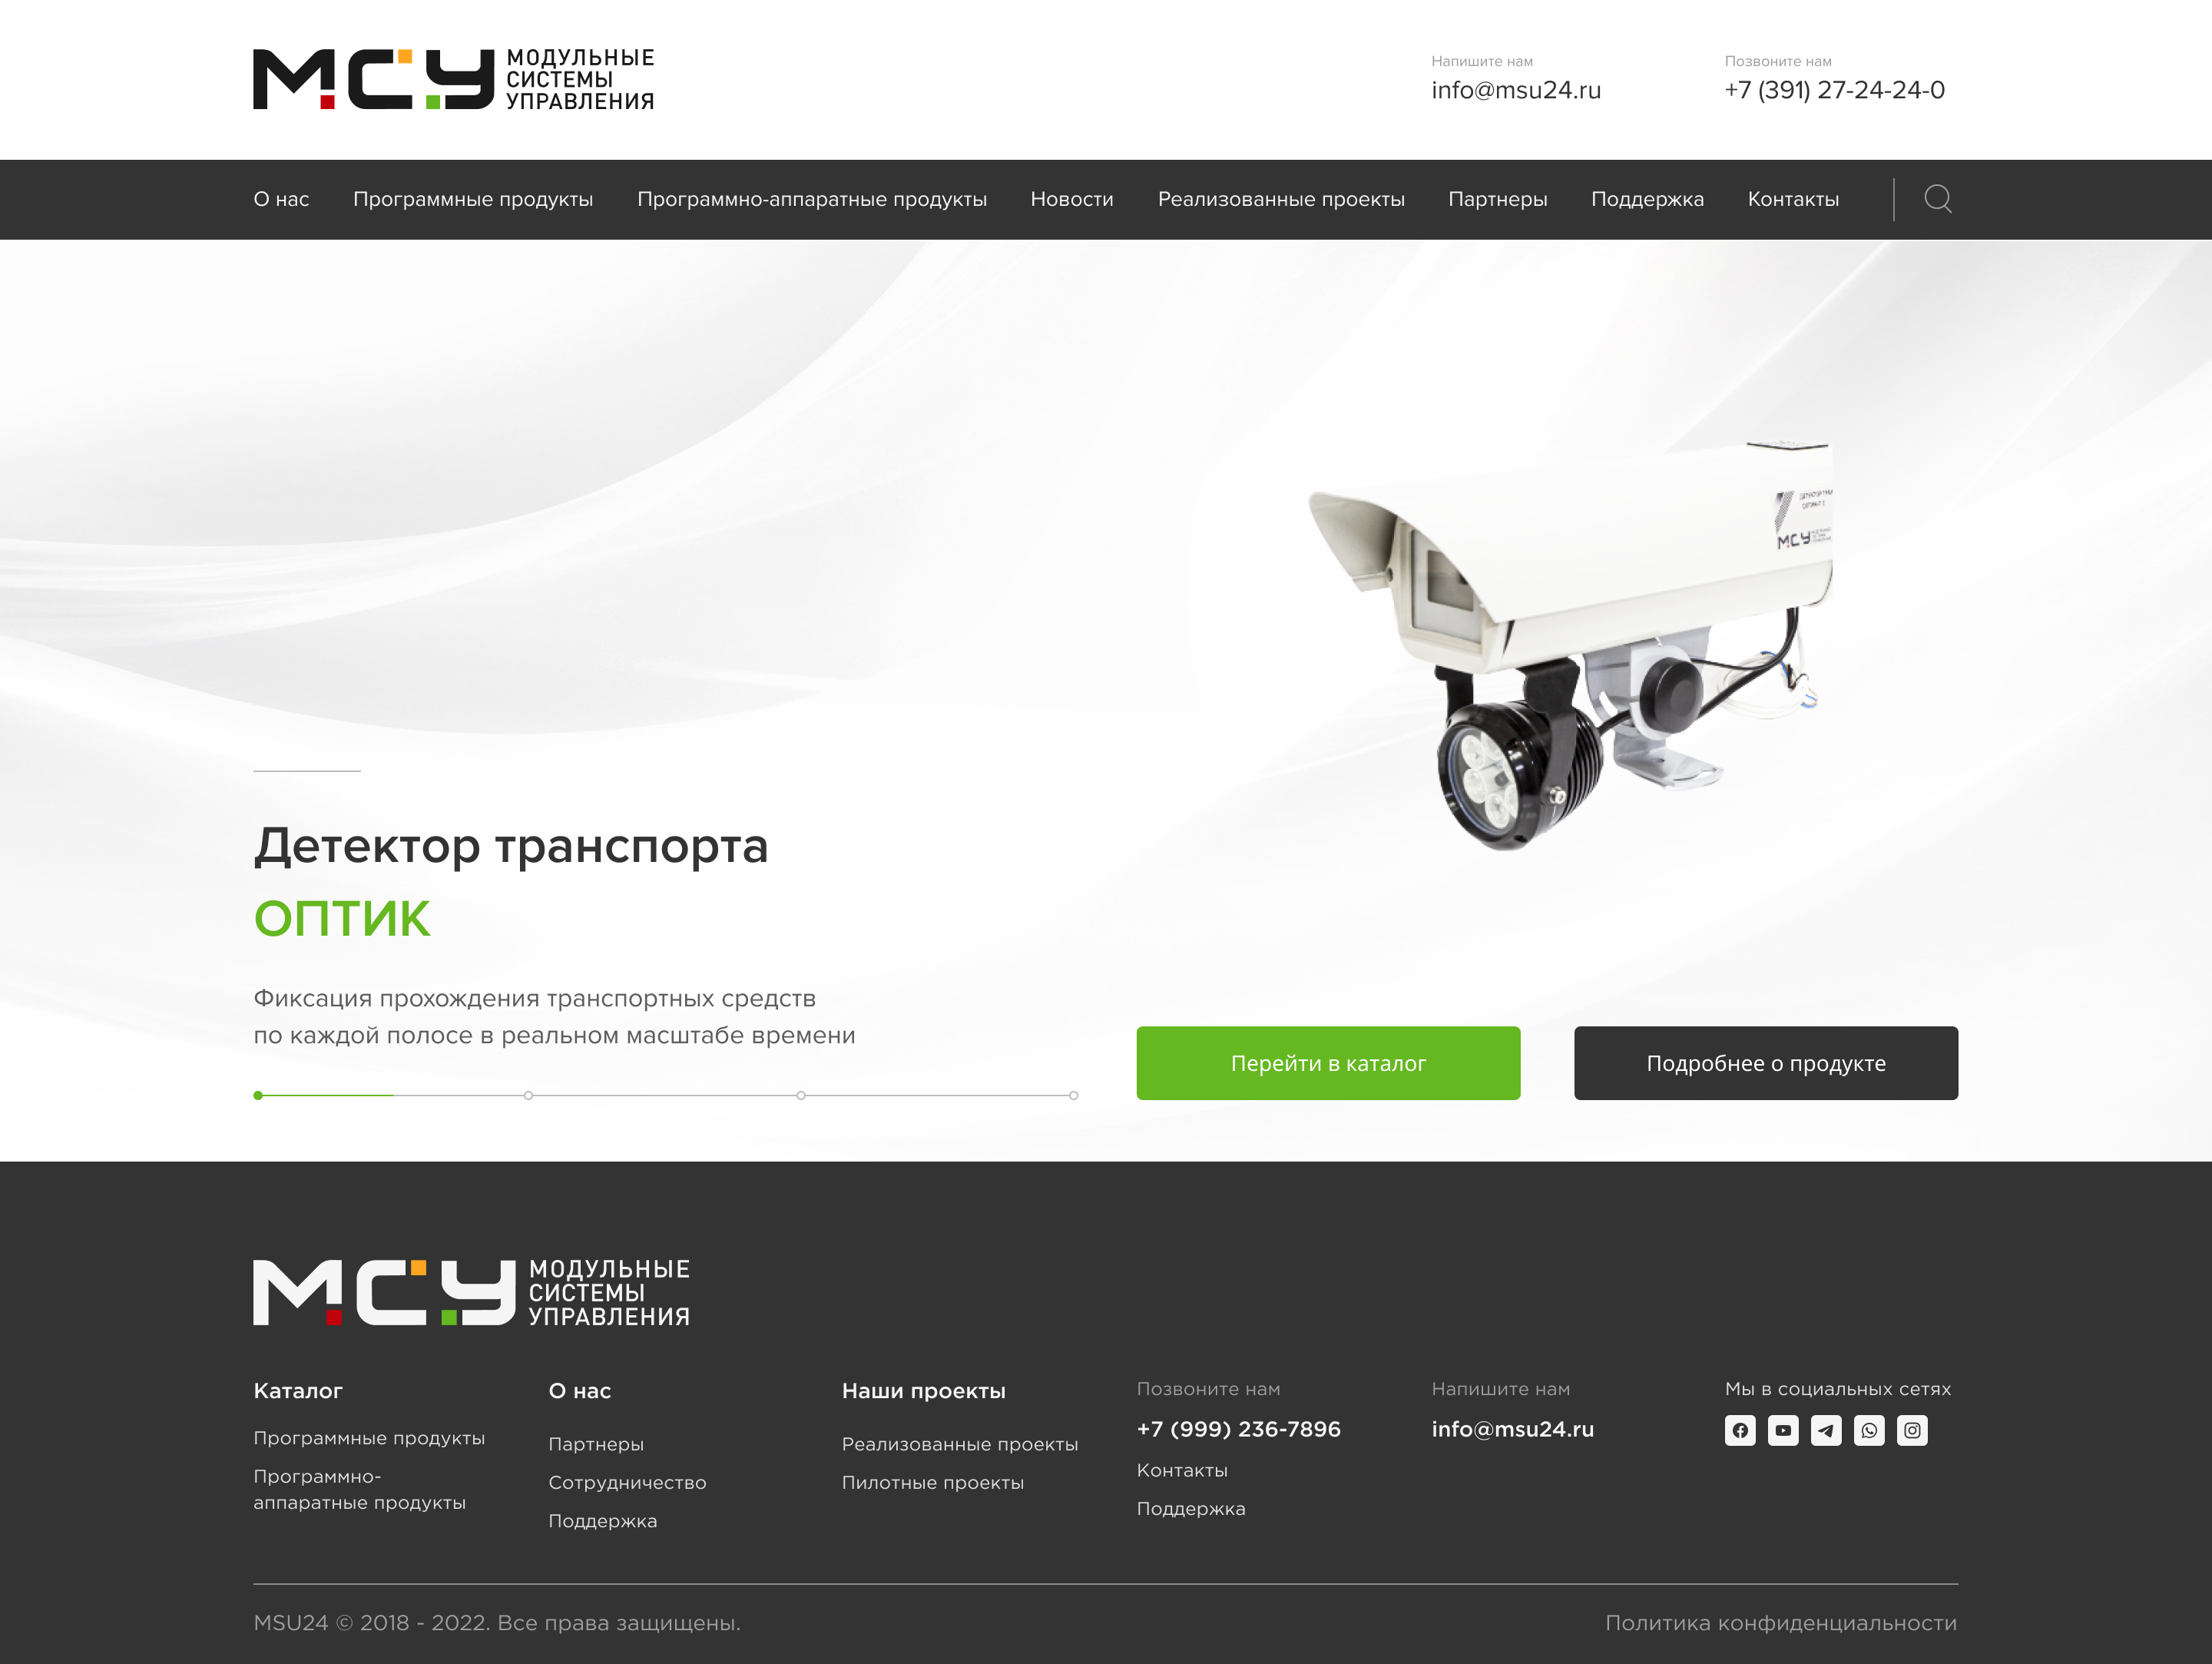 МСУ МОДУЛЬНЫЕ
СИСТЕМЫ
УПРАВЛЕНИЯ
Напишите нам
info@msu24.ru
Позвоните нам
+7 (391) 27-24-24-0
О нас Программные продукты Программно-аппаратные продукты Новости Реализованные проекты Партнеры Поддержка Контакты
МСУ
Детектор транспорта
ОПТИК
Фиксация прохождения транспортных средств
по каждой полосе в реальном масштабе времени
Перейти в каталог
Подробнее о продукте
МСУ МОДУЛЬНЫЕ
СИСТЕМЫ
УПРАВЛЕНИЯ
Каталог
Программные продукты
Программно-
аппаратные продукты
О нас
Партнеры
Сотрудничество
Поддержка
Наши проекты
Реализованные проекты
Пилотные проекты
Позвоните нам
+7 (999) 236-7896
Контакты
Поддержка
Напишите нам
info@msu24.ru
Мы в социальных сетях
MSU24 © 2018 - 2022. Все права защищены.
Политика конфиденциальности